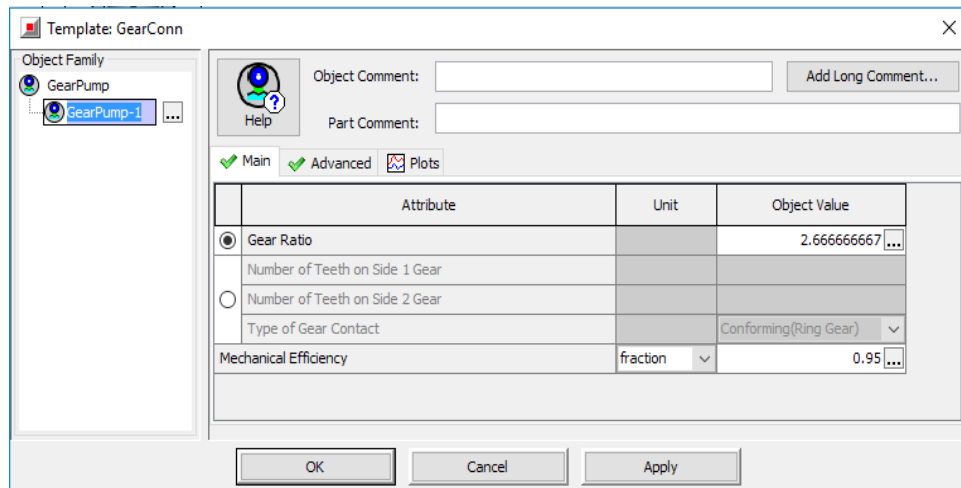 Template: GearConn
Object Family
GearPump
GearPump-1
...
Help
Object Comment:
Add Long Comment...
Part Comment:
Main
Advanced
Plots
Attribute Unit Object Value
Gear Ratio 2.666666667 ...
Number of Teeth on Side 1 Gear
Number of Teeth on Side 2 Gear
Type of Gear Contact Conforming(Ring Gear)
Mechanical Efficiency fraction 0.95 ...
OK Cancel Apply